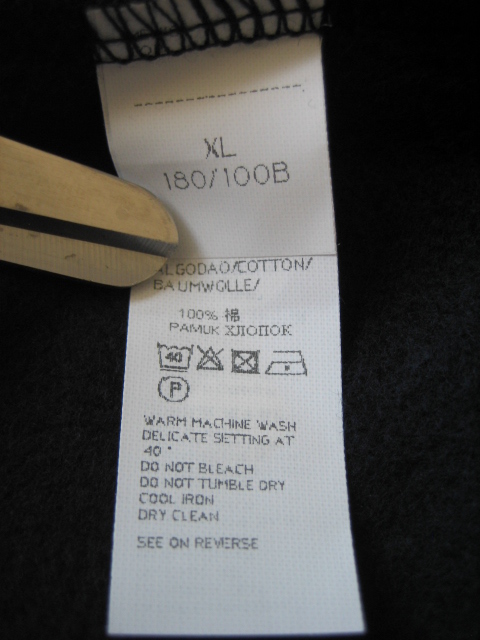 XL
180/100B
ALGODAO/COTTON/
BAUMWOLLE/
100% 棉
PAMUK ХЛОПОК
40
P
WARM MACHINE WASH
DELICATE SETTING AT
40°
DO NOT BLEACH
DO NOT TUMBLE DRY
COOL IRON
DRY CLEAN
SEE ON REVERSE